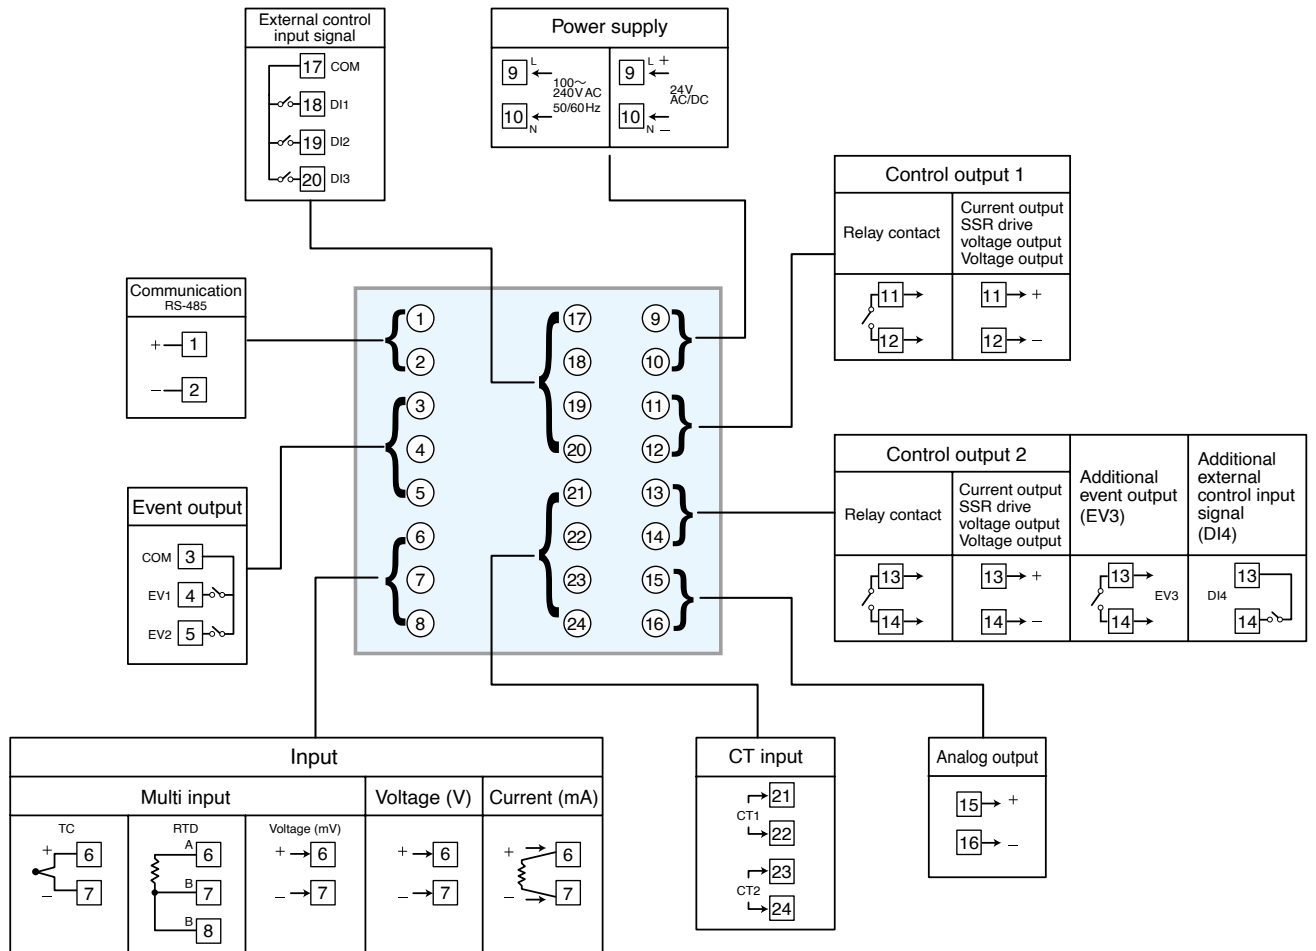 External control
input signal
17 COM
18 DI1
19 DI2
20 DI3
Power supply
9 L
100～
240V AC
50/60Hz
10 N
9 L +
24V
AC/DC
10 N −
Control output 1
Relay contact
Current output
SSR drive
voltage output
Voltage output
11
12
11 +
12 −
Communication
RS-485
+ 1
− 2
1
2
3
4
5
6
7
8
17
18
19
20
21
22
23
24
9
10
11
12
13
14
15
16
Event output
COM 3
EV1 4
EV2 5
Control output 2
Relay contact
Current output
SSR drive
voltage output
Voltage output
Additional
event output
(EV3)
Additional
external
control input
signal
(DI4)
13
14
13 +
14 −
13
EV3
14
13
DI4
14
Input
Multi input
Voltage (V)
Current (mA)
TC
+ 6
− 7
RTD
A 6
B 7
B 8
Voltage (mV)
+ 6
− 7
+ 6
− 7
+ 6
− 7
CT input
21
CT1
22
23
CT2
24
Analog output
15 +
16 −